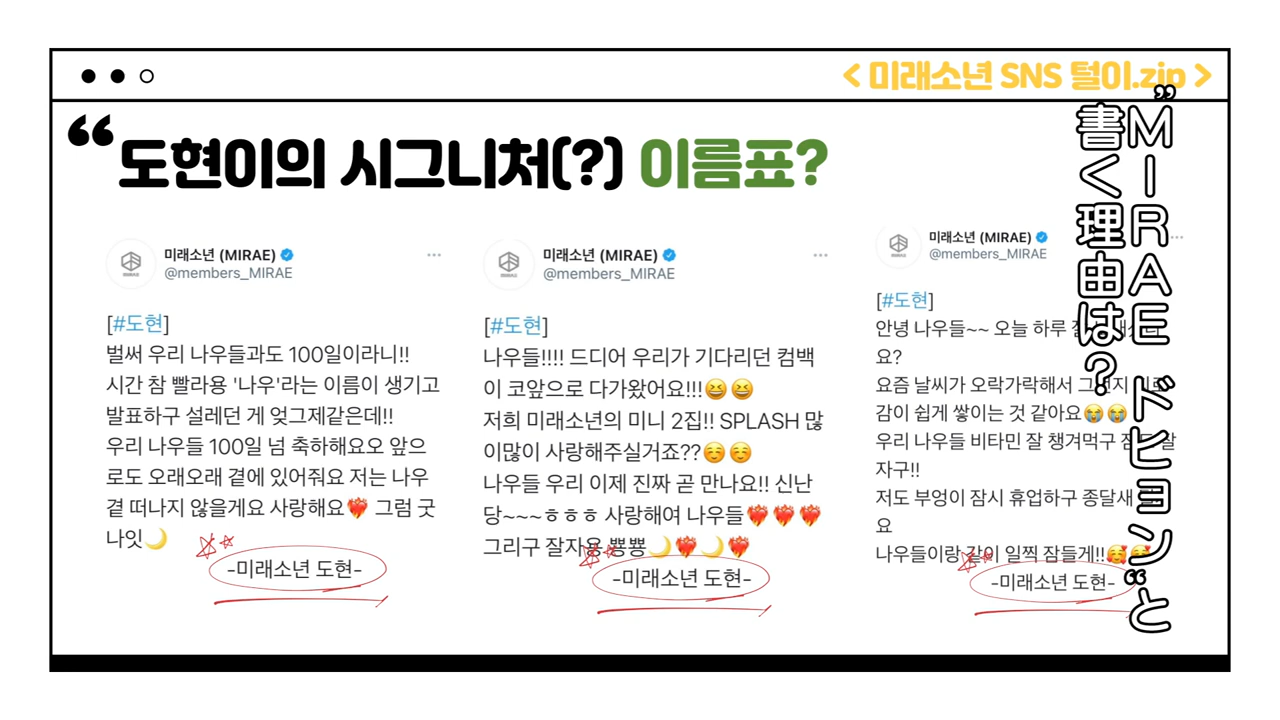 < 미래소년 SNS 털이.zip >
“도현이의 시그니처(?) 이름표?
"MIRAE ドヒョン"と
書く理由は?
미래소년 (MIRAE)
@members_MIRAE
[#도현]
벌써 우리 나우들과도 100일이라니!!
시간 참 빨라용 '나우'라는 이름이 생기고
발표하구 설레던 게 엊그제같은데!!
우리 나우들 100일 넘 축하해요오 앞으
로도 오래오래 곁에 있어줘요 저는 나우
곁 떠나지 않을게요 사랑해요❤️‍🔥 그럼 굿
나잇🌙
-미래소년 도현-
미래소년 (MIRAE)
@members_MIRAE
[#도현]
나우들!!!! 드디어 우리가 기다리던 컴백
이 코앞으로 다가왔어요!!!😆😆
저희 미래소년의 미니 2집!! SPLASH 많
이많이 사랑해주실거죠??☺️☺️
나우들 우리 이제 진짜 곧 만나요!! 신난
당~~~ㅎㅎㅎ 사랑해여 나우들❤️‍🔥❤️‍🔥❤️‍🔥
그리구 잘자용 뿅뿅🌙❤️‍🔥🌙❤️‍🔥
-미래소년 도현-
미래소년 (MIRAE)
@members_MIRAE
[#도현]
안녕 나우들~~ 오늘 하루
요?
요즘 날씨가 오락가락해서
감이 쉽게 쌓이는 것 같아요😭😭
우리 나우들 비타민 잘 챙겨먹구
자구!!
저도 부엉이 잠시 휴업하구 종달새
요
나우들이랑 같이 일찍 잠들게!!🥰🥰
-미래소년 도현-